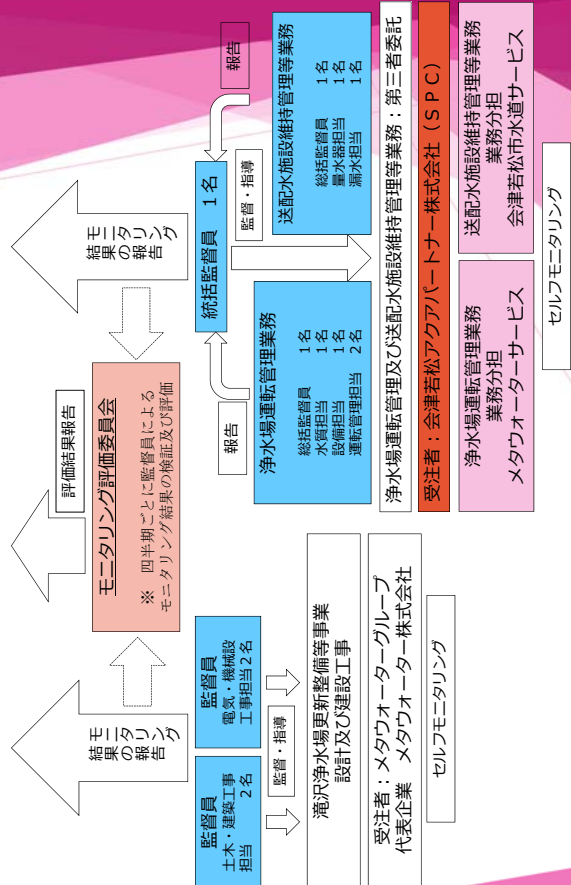 評価結果報告
モニタリング
結果の報告
モニタリング評価委員会
※ 四半期ごとに監督員による
モニタリング結果の検証及び評価
モニタリング
結果の報告
監督員
土木・建築工事
担当 2名
監督員
電気・機械設
工事担当2名
監督・指導
滝沢浄水場更新整備等事業
設計及び建設工事
受注者：メタウォーターグループ
代表企業 メタウォーター株式会社
セルフモニタリング
統括監督員 1名
報告
監督・指導
報告
浄水場運転管理業務
総括監督員 1名
水質担当 1名
設備担当 1名
運転管理担当 2名
送配水施設維持管理等業務
総括監督員 1名
量水器担当 1名
漏水担当 1名
浄水場運転管理及び送配水施設維持管理等業務：第三者委託
受注者：会津若松アクアパートナー株式会社（ＳＰＣ）
浄水場運転管理業務
業務分担
メタウォーターサービス
送配水施設維持管理等業務
業務分担
会津若松市水道サービス
セルフモニタリング